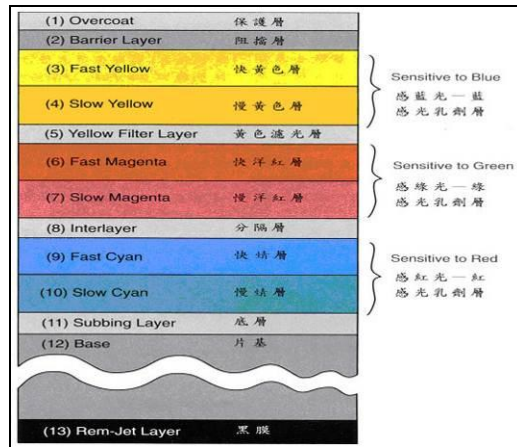 (1) Overcoat 保護層
(2) Barrier Layer 阻擋層
(3) Fast Yellow 快黃色層
(4) Slow Yellow 慢黃色層
Sensitive to Blue
感藍光一藍
感光乳劑層
(5) Yellow Filter Layer 黃色濾光層
(6) Fast Magenta 快洋紅層
(7) Slow Magenta 慢洋紅層
Sensitive to Green
感綠光一綠
感光乳劑層
(8) Interlayer 分隔層
(9) Fast Cyan 快𤇾層
(10) Slow Cyan 慢𤇾層
Sensitive to Red
感紅光一紅
感光乳劑層
(11) Subbing Layer 底層
(12) Base 片基
(13) Rem-Jet Layer 黑膜